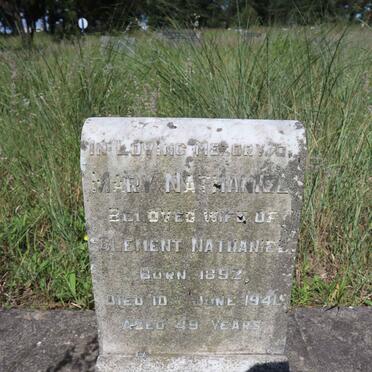 IN LOVING MEMORY OF
MARY NATHANIEL
BELOVED WIFE OF
CLEMENT NATHANIEL
BORN 1892
DIED 10TH JUNE 1941
AGED 49 YEARS